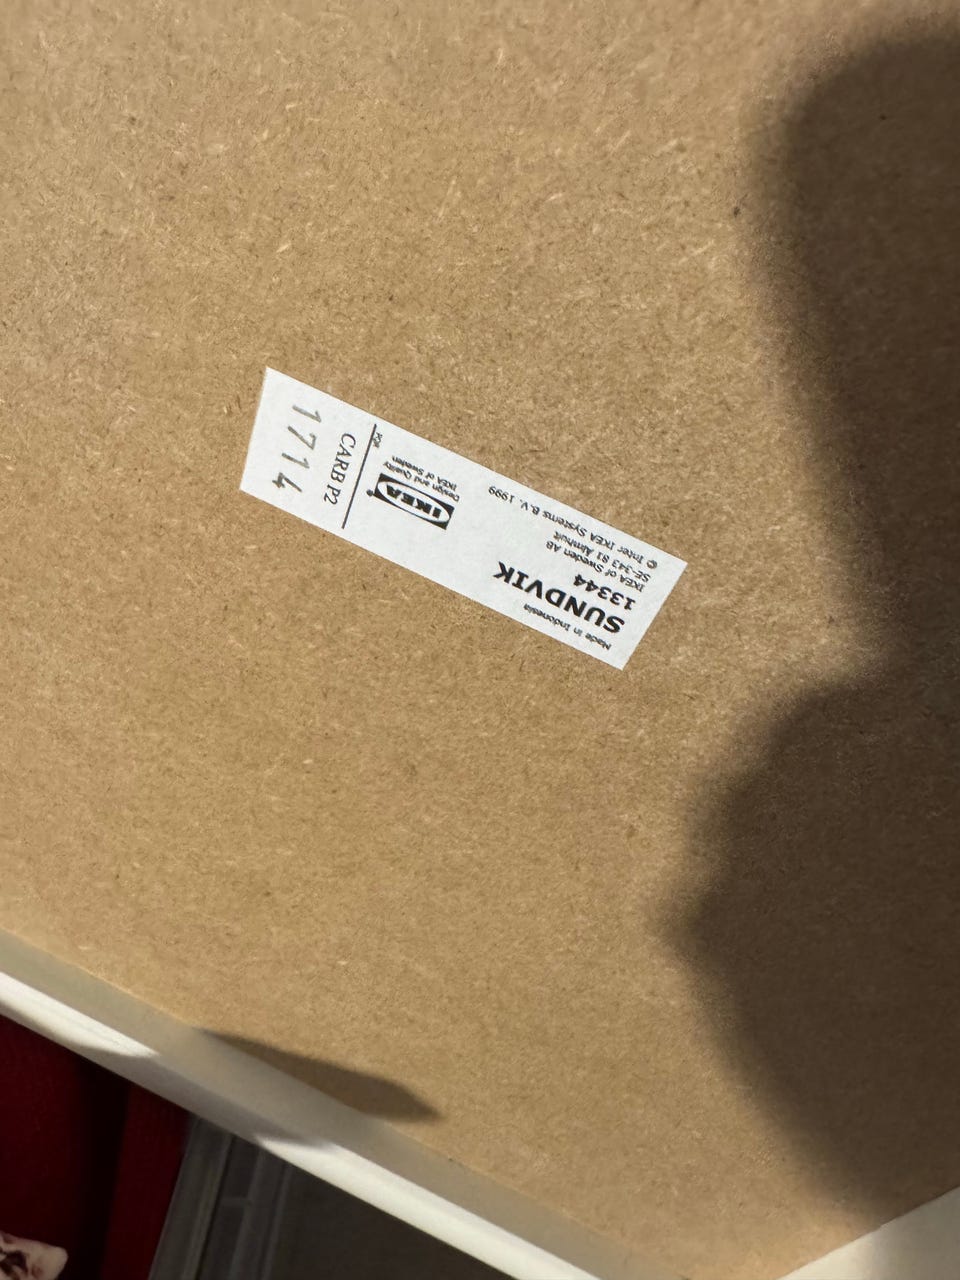 Made in Indonesia
SUNDVIK
13344
IKEA of Sweden AB
SE-343 81 Älmhult
© Inter IKEA Systems B.V. 1999
IKEA
Design and Quality
IKEA of Sweden
CARB P2
1714